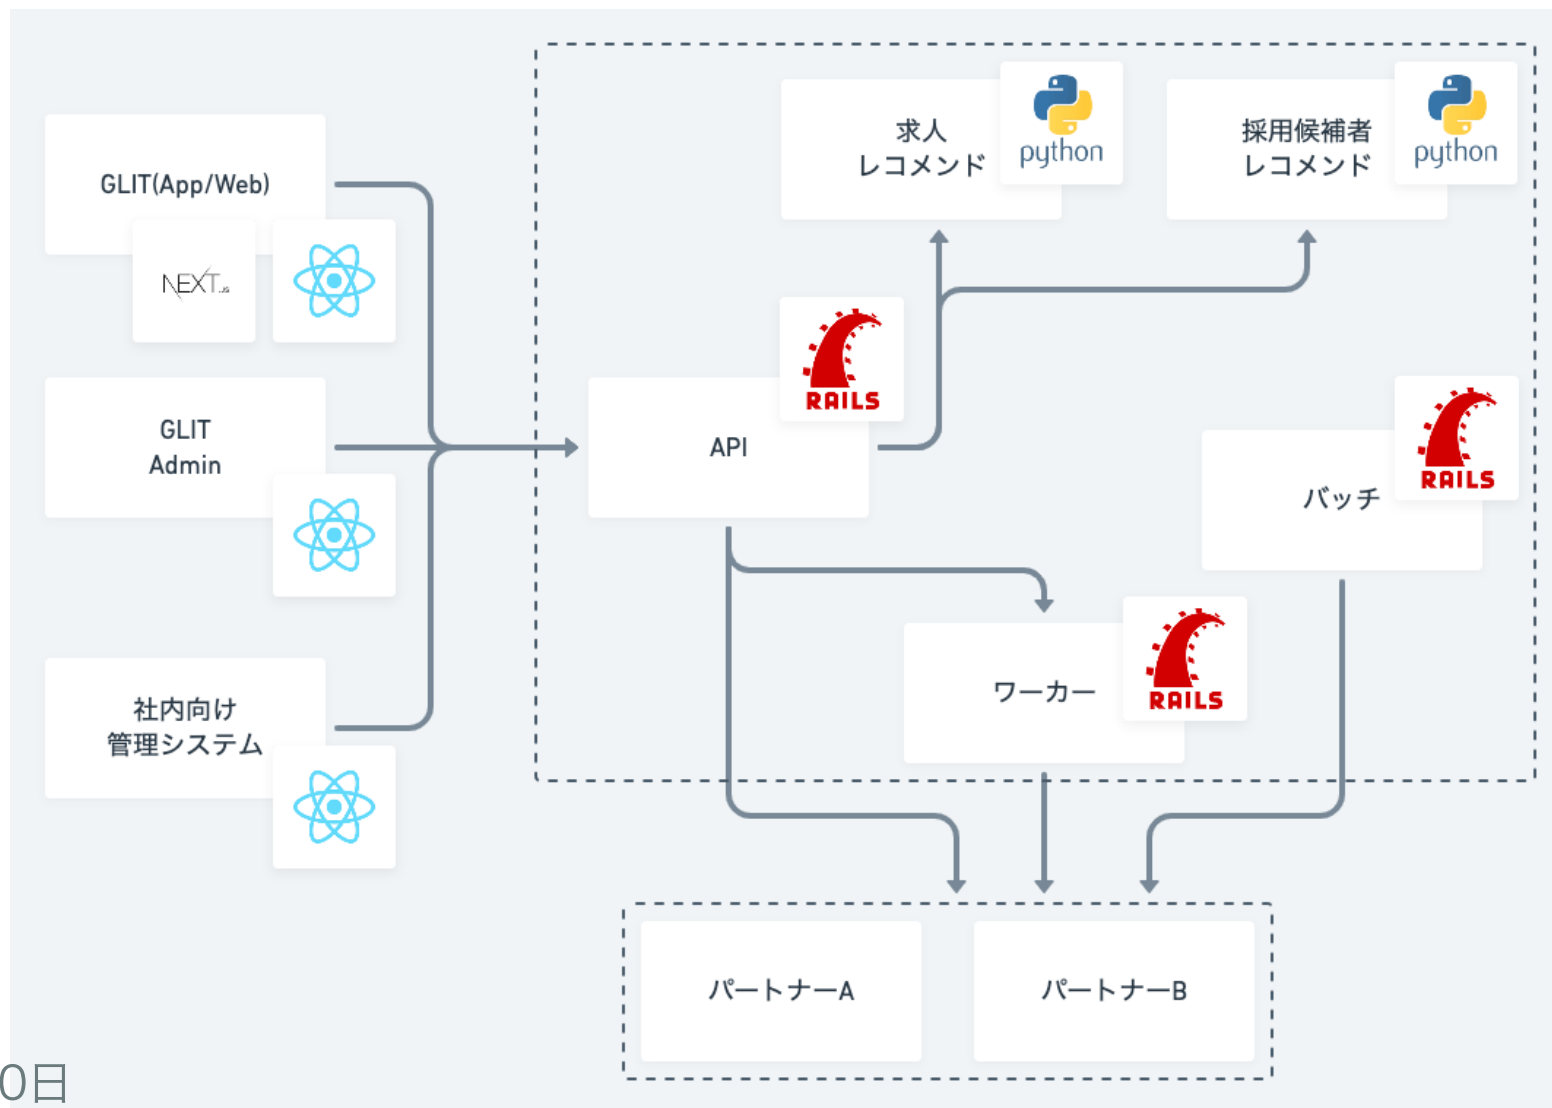 GLIT(App/Web)
NEXT.JS
GLIT
Admin
社内向け
管理システム
求人
レコメンド
python
採用候補者
レコメンド
python
API
RAILS
バッチ
RAILS
ワーカー
RAILS
パートナーA
パートナーB
0日